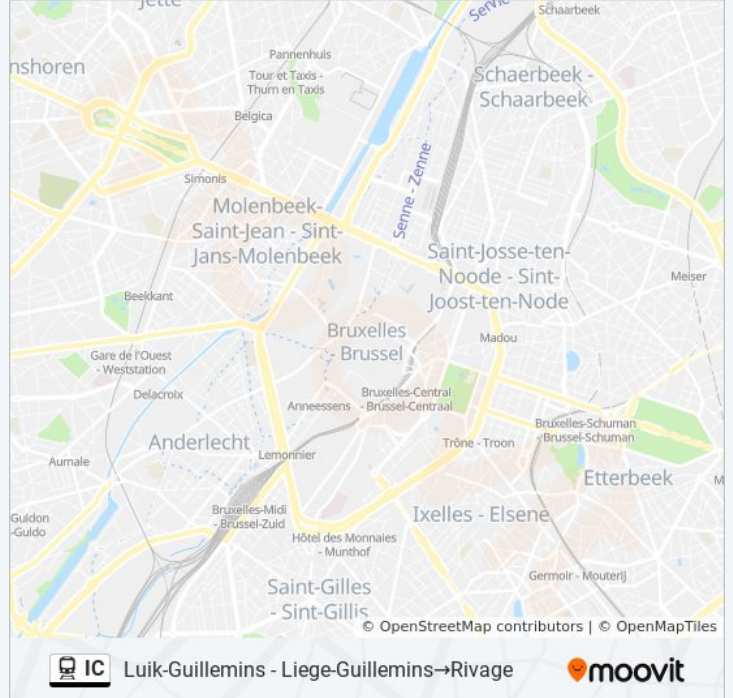 Jette
Senne
Schaarbeek
Pannenhuis
nshoren
Tour et Taxis -
Thurn en Taxis
Schaerbeek -
Schaarbeek
Belgica
Senne - Zenne
Simonis
Molenbeek-
Saint-Jean - Sint-
Jans-Molenbeek
Saint-Josse-ten-
Noode - Sint-
Joost-ten-Node
Meiser
Beekkant
Bruxelles
- Brussel
Madou
Gare de l'Ouest
- Weststation
Delacroix
Bruxelles-Central
- Brussel-Centraal
Anneessens
Bruxelles-Schuman
- Brussel-Schuman
Anderlecht
Trône - Troon
Lemonnier
Aumale
Etterbeek
M
Bruxelles-Midi
- Brussel-Zuid
Guidon
-Guido
Ixelles - Elsene
Hôtel des Monnaies
- Munthof
Germoir - Mouterij
Saint-Gilles
- Sint-Gillis
© OpenStreetMap contributors | © OpenMapTiles
IC Luik-Guillemins - Liege-Guillemins→Rivage
moovit